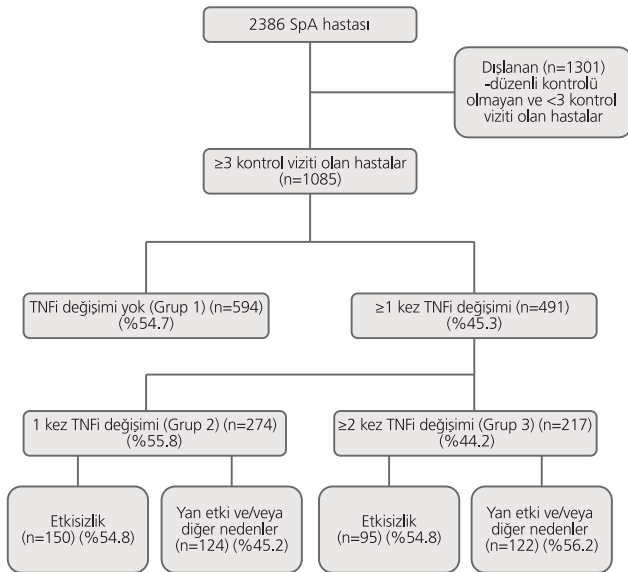 2386 SpA hastası
Dışlanan (n=1301)
-düzenli kontrolü
olmayan ve <3 kontrol
viziti olan hastalar
≥3 kontrol viziti olan hastalar
(n=1085)
TNFi değişimi yok (Grup 1) (n=594)
(%54.7)
≥1 kez TNFi değişimi (n=491)
(%45.3)
1 kez TNFi değişimi (Grup 2) (n=274)
(%55.8)
≥2 kez TNFi değişimi (Grup 3) (n=217)
(%44.2)
Etkisizlik
(n=150) (%54.8)
Yan etki ve/veya
diğer nedenler
(n=124) (%45.2)
Etkisizlik
(n=95) (%54.8)
Yan etki ve/veya
diğer nedenler
(n=122) (%56.2)